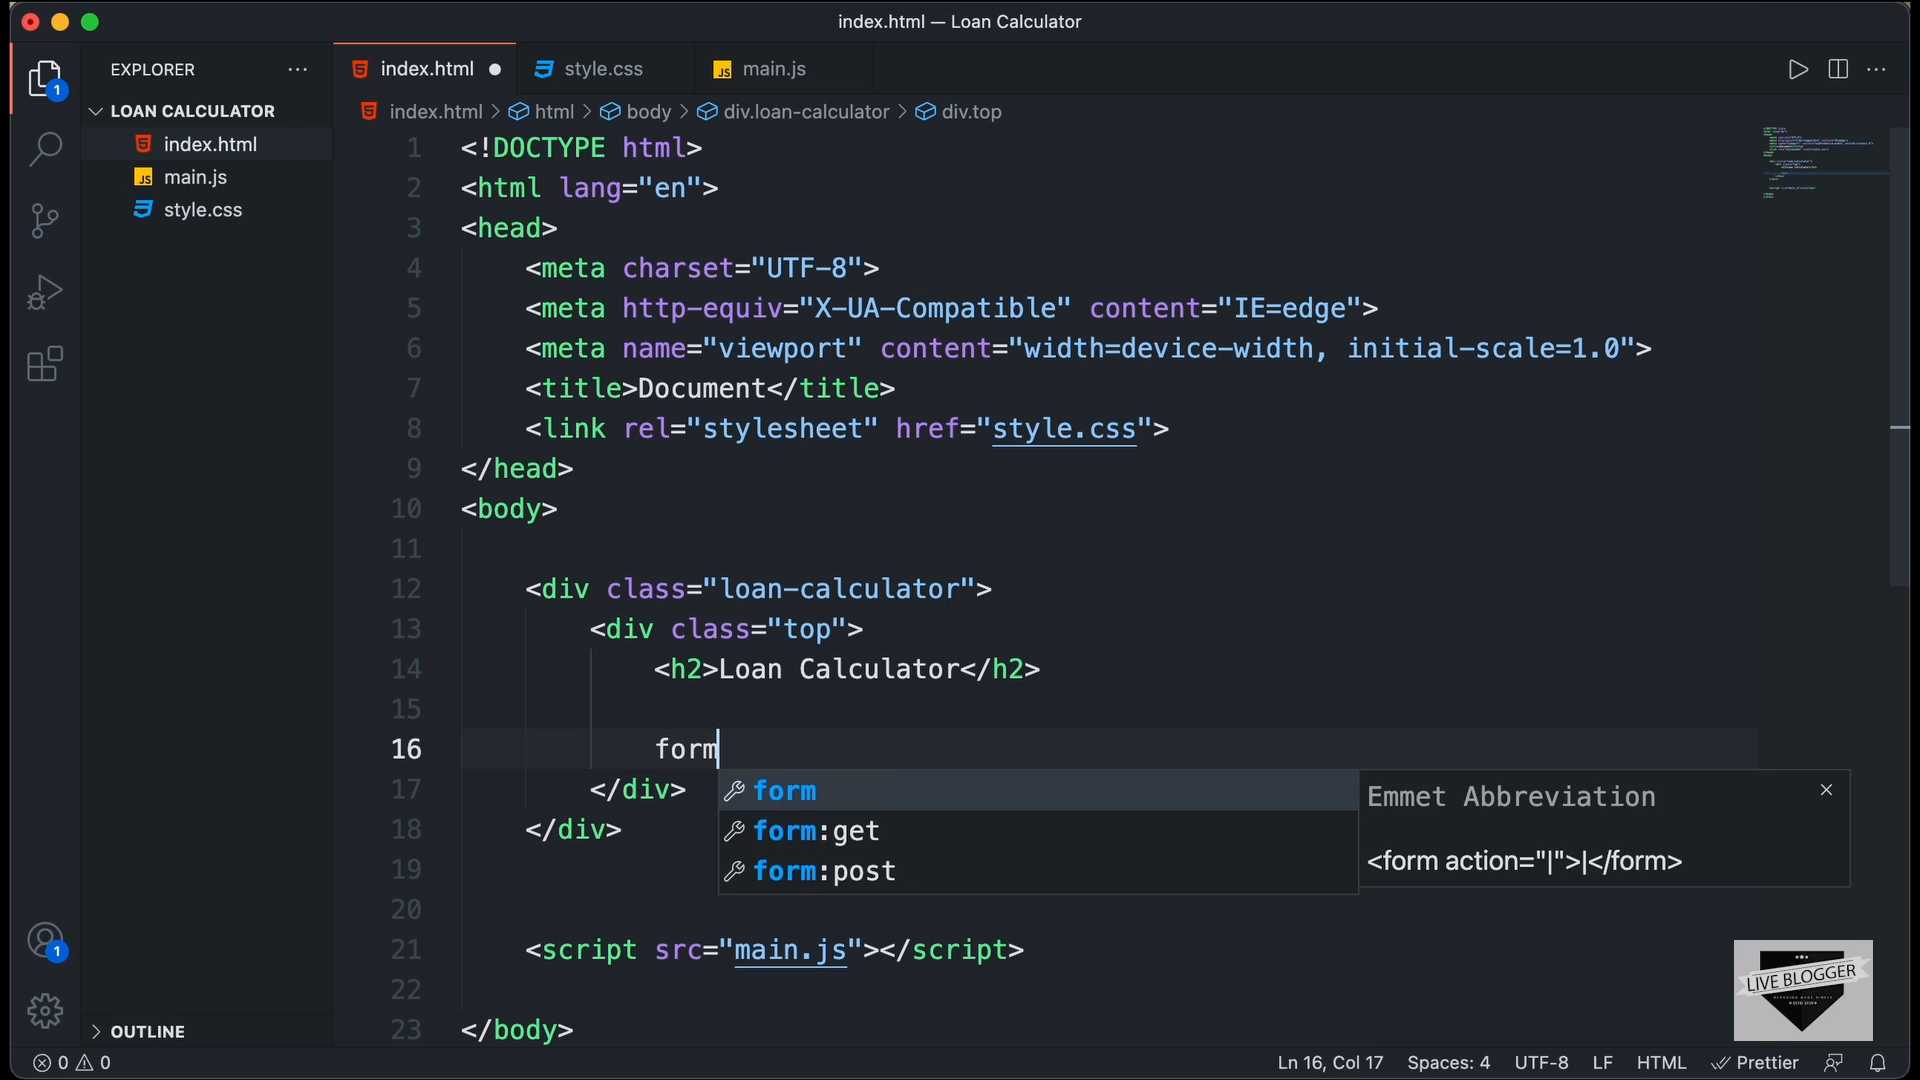 index.html — Loan Calculator
EXPLORER ...
index.html
style.css
JS main.js
...
1
LOAN CALCULATOR
index.html
JS main.js
style.css
index.html > html > body > div.loan-calculator > div.top
1 <!DOCTYPE html>
2 <html lang="en">
3 <head>
4 <meta charset="UTF-8">
5 <meta http-equiv="X-UA-Compatible" content="IE=edge">
6 <meta name="viewport" content="width=device-width, initial-scale=1.0">
7 <title>Document</title>
8 <link rel="stylesheet" href="style.css">
9 </head>
10 <body>
11
12 <div class="loan-calculator">
13 <div class="top">
14 <h2>Loan Calculator</h2>
15
16 form
17 </div>
18 </div>
19
20
21 <script src="main.js"></script>
22
23 </body>
form
form:get
form:post
Emmet Abbreviation
<form action="|">|</form>
1
LIVE BLOGGER
BLOGGING MADE SIMPLY
OUTLINE
0 0
Ln 16, Col 17 Spaces: 4 UTF-8 LF HTML Prettier